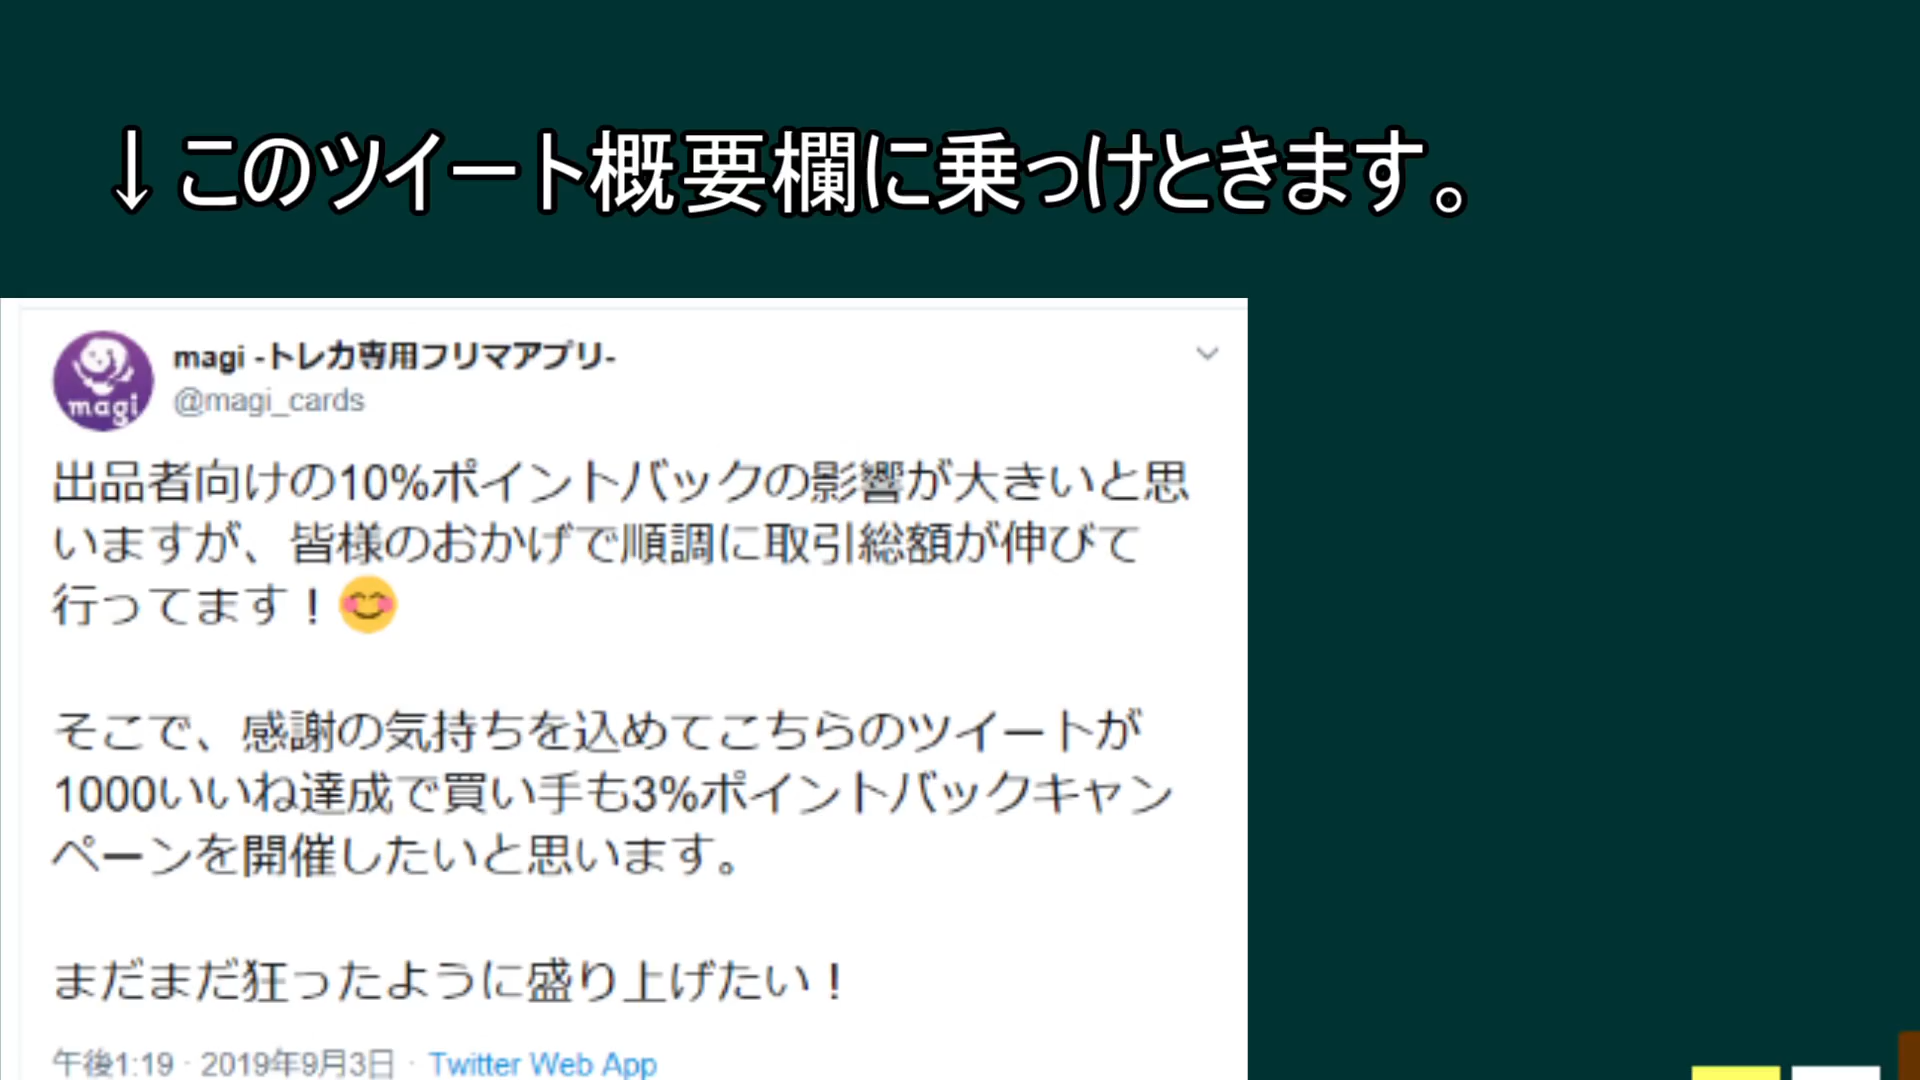 ↓このツイート概要欄に乗っけときます。
magi -トレカ専用フリマアプリ-
@magi_cards
magi
出品者向けの10%ポイントバックの影響が大きいと思
いますが、皆様のおかげで順調に取引総額が伸びて
行ってます！😊
そこで、感謝の気持ちを込めてこちらのツイートが
1000いいね達成で買い手も3%ポイントバックキャン
ペーンを開催したいと思います。
まだまだ狂ったように盛り上げたい！
午後1:19 · 2019年9月3日 · Twitter Web App